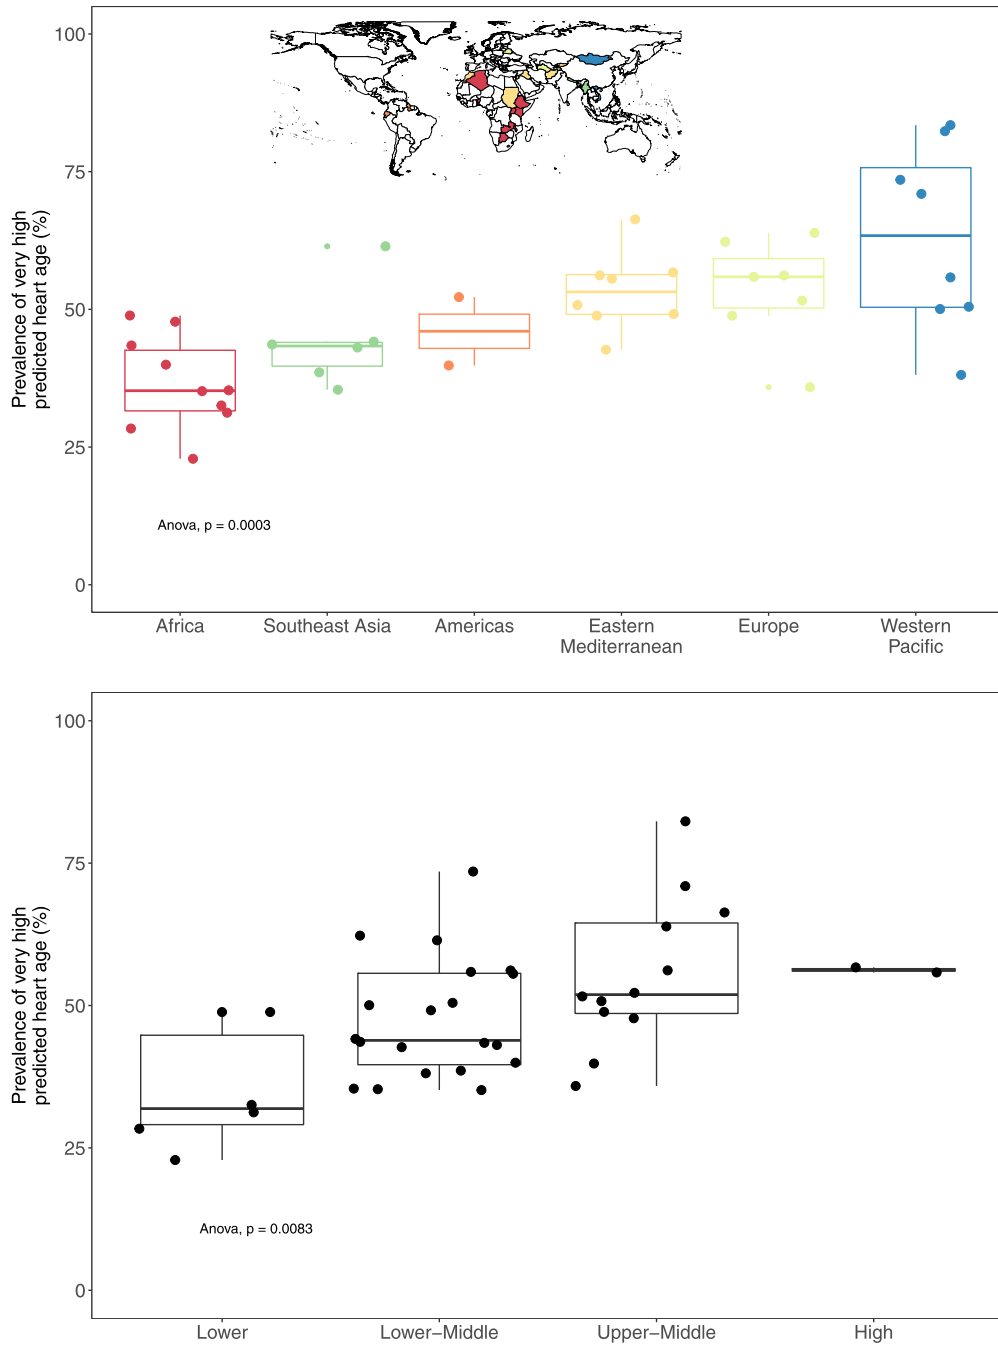 Prevalence of very high
predicted heart age (%)
100
75
50
25
0
Anova, p = 0.0003
Africa
Southeast Asia
Americas
Eastern
Mediterranean
Europe
Western
Pacific
Prevalence of very high
predicted heart age (%)
100
75
50
25
0
Anova, p = 0.0083
Lower
Lower–Middle
Upper–Middle
High